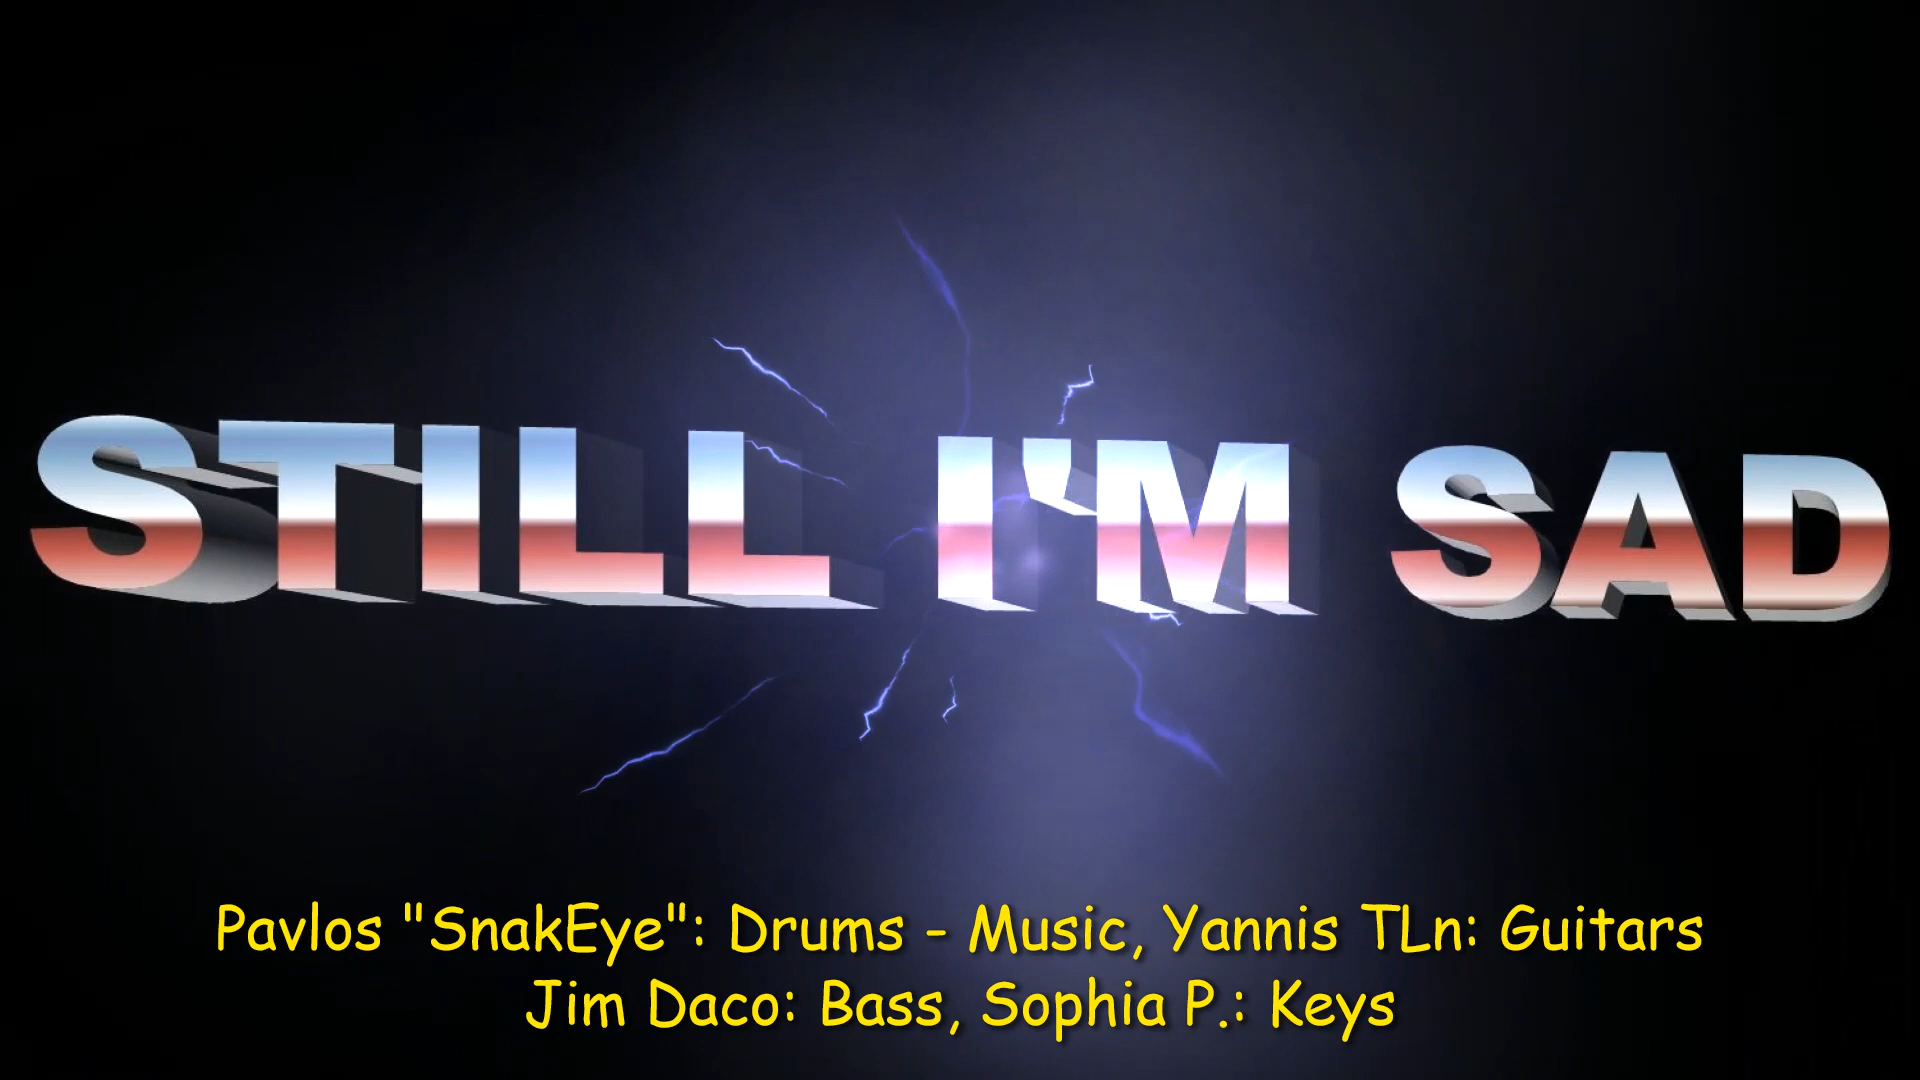 STILL I'M SAD
Pavlos "SnakEye": Drums - Music, Yannis TLn: Guitars
Jim Daco: Bass, Sophia P.: Keys